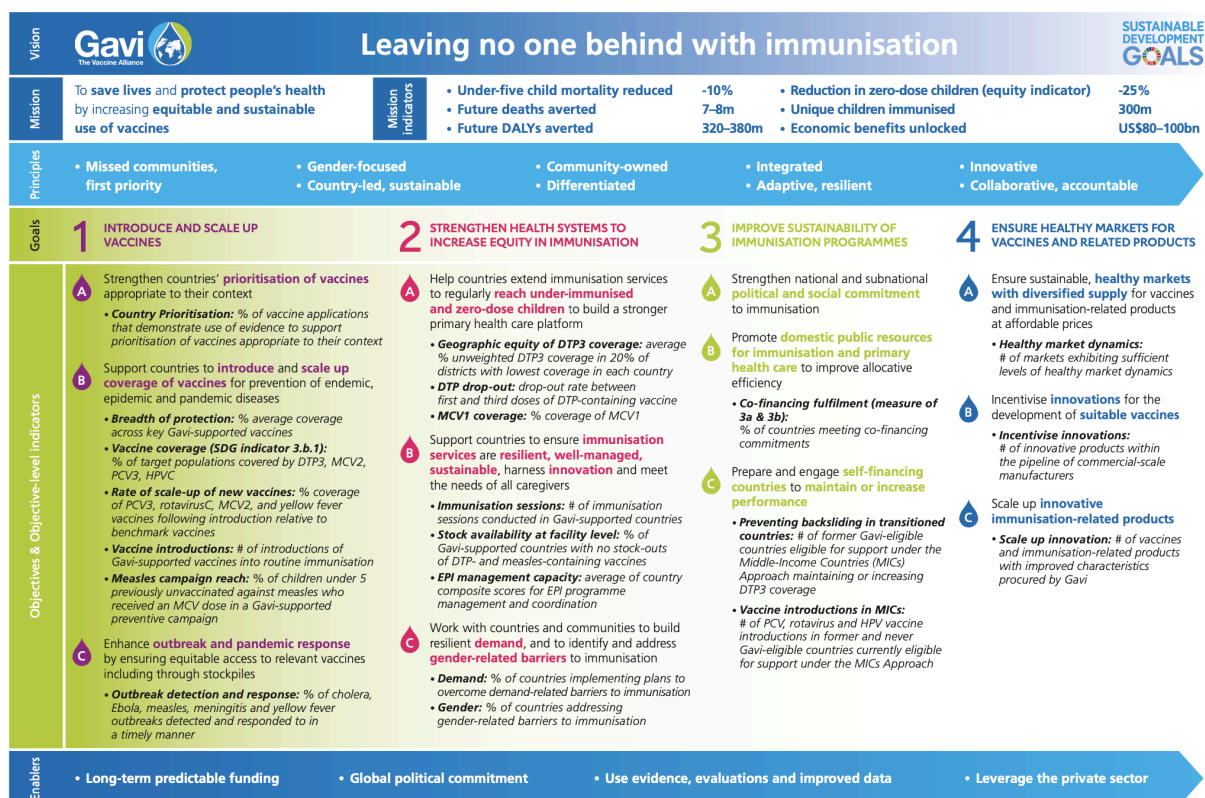 Vision
Gavi
The Vaccine Alliance
Leaving no one behind with immunisation
SUSTAINABLE
DEVELOPMENT
GOALS
Mission
To save lives and protect people's health
by increasing equitable and sustainable
use of vaccines
Mission
indicators
• Under-five child mortality reduced -10%
• Future deaths averted 7–8m
• Future DALYs averted 320–380m
• Reduction in zero-dose children (equity indicator) -25%
• Unique children immunised 300m
• Economic benefits unlocked US$80–100bn
Principles
• Missed communities,
first priority
• Gender-focused
• Country-led, sustainable
• Community-owned
• Differentiated
• Integrated
• Adaptive, resilient
• Innovative
• Collaborative, accountable
Goals
1 INTRODUCE AND SCALE UP
VACCINES
2 STRENGTHEN HEALTH SYSTEMS TO
INCREASE EQUITY IN IMMUNISATION
3 IMPROVE SUSTAINABILITY OF
IMMUNISATION PROGRAMMES
4 ENSURE HEALTHY MARKETS FOR
VACCINES AND RELATED PRODUCTS
Objectives & Objective-level indicators
A Strengthen countries' prioritisation of vaccines
appropriate to their context
• Country Prioritisation: % of vaccine applications
that demonstrate use of evidence to support
prioritisation of vaccines appropriate to their context
B Support countries to introduce and scale up
coverage of vaccines for prevention of endemic,
epidemic and pandemic diseases
• Breadth of protection: % average coverage
across key Gavi-supported vaccines
• Vaccine coverage (SDG indicator 3.b.1):
% of target populations covered by DTP3, MCV2,
PCV3, HPVC
• Rate of scale-up of new vaccines: % coverage
of PCV3, rotavirusC, MCV2, and yellow fever
vaccines following introduction relative to
benchmark vaccines
• Vaccine introductions: # of introductions of
Gavi-supported vaccines into routine immunisation
• Measles campaign reach: % of children under 5
previously unvaccinated against measles who
received an MCV dose in a Gavi-supported
preventive campaign
C Enhance outbreak and pandemic response
by ensuring equitable access to relevant vaccines
including through stockpiles
• Outbreak detection and response: % of cholera,
Ebola, measles, meningitis and yellow fever
outbreaks detected and responded to in
a timely manner
A Help countries extend immunisation services
to regularly reach under-immunised
and zero-dose children to build a stronger
primary health care platform
• Geographic equity of DTP3 coverage: average
% unweighted DTP3 coverage in 20% of
districts with lowest coverage in each country
• DTP drop-out: drop-out rate between
first and third doses of DTP-containing vaccine
• MCV1 coverage: % coverage of MCV1
B Support countries to ensure immunisation
services are resilient, well-managed,
sustainable, harness innovation and meet
the needs of all caregivers
• Immunisation sessions: # of immunisation
sessions conducted in Gavi-supported countries
• Stock availability at facility level: % of
Gavi-supported countries with no stock-outs
of DTP- and measles-containing vaccines
• EPI management capacity: average of country
composite scores for EPI programme
management and coordination
C Work with countries and communities to build
resilient demand, and to identify and address
gender-related barriers to immunisation
• Demand: % of countries implementing plans to
overcome demand-related barriers to immunisation
• Gender: % of countries addressing
gender-related barriers to immunisation
A Strengthen national and subnational
political and social commitment
to immunisation
B Promote domestic public resources
for immunisation and primary
health care to improve allocative
efficiency
• Co-financing fulfilment (measure of
3a & 3b):
% of countries meeting co-financing
commitments
C Prepare and engage self-financing
countries to maintain or increase
performance
• Preventing backsliding in transitioned
countries: # of former Gavi-eligible
countries eligible for support under the
Middle-Income Countries (MICs)
Approach maintaining or increasing
DTP3 coverage
• Vaccine introductions in MICs:
# of PCV, rotavirus and HPV vaccine
introductions in former and never
Gavi-eligible countries currently eligible
for support under the MICs Approach
A Ensure sustainable, healthy markets
with diversified supply for vaccines
and immunisation-related products
at affordable prices
• Healthy market dynamics:
# of markets exhibiting sufficient
levels of healthy market dynamics
B Incentivise innovations for the
development of suitable vaccines
• Incentivise innovations:
# of innovative products within
the pipeline of commercial-scale
manufacturers
C Scale up innovative
immunisation-related products
• Scale up innovation: # of vaccines
and immunisation-related products
with improved characteristics
procured by Gavi
Enablers
• Long-term predictable funding
• Global political commitment
• Use evidence, evaluations and improved data
• Leverage the private sector